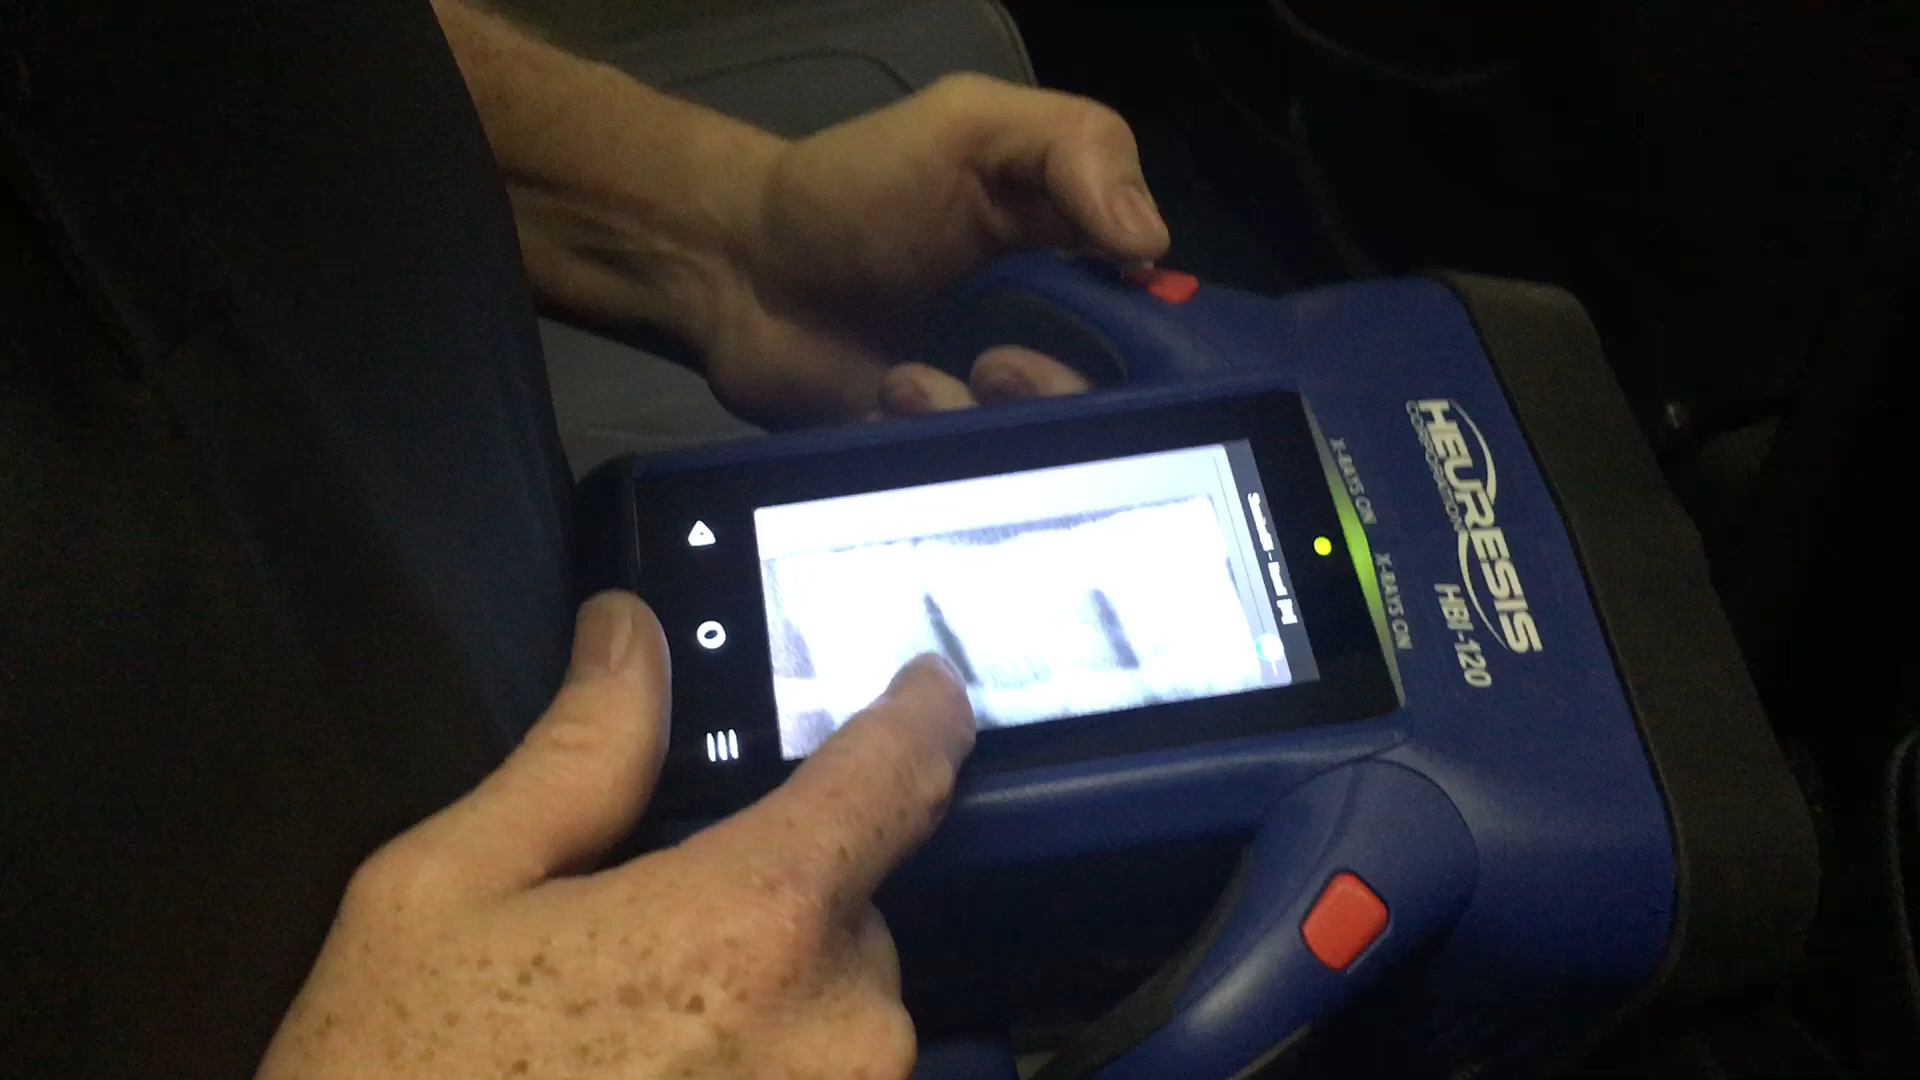 HEURESIS
CORPORATION
HBI-120
X-RAYS ON
X-RAYS ON